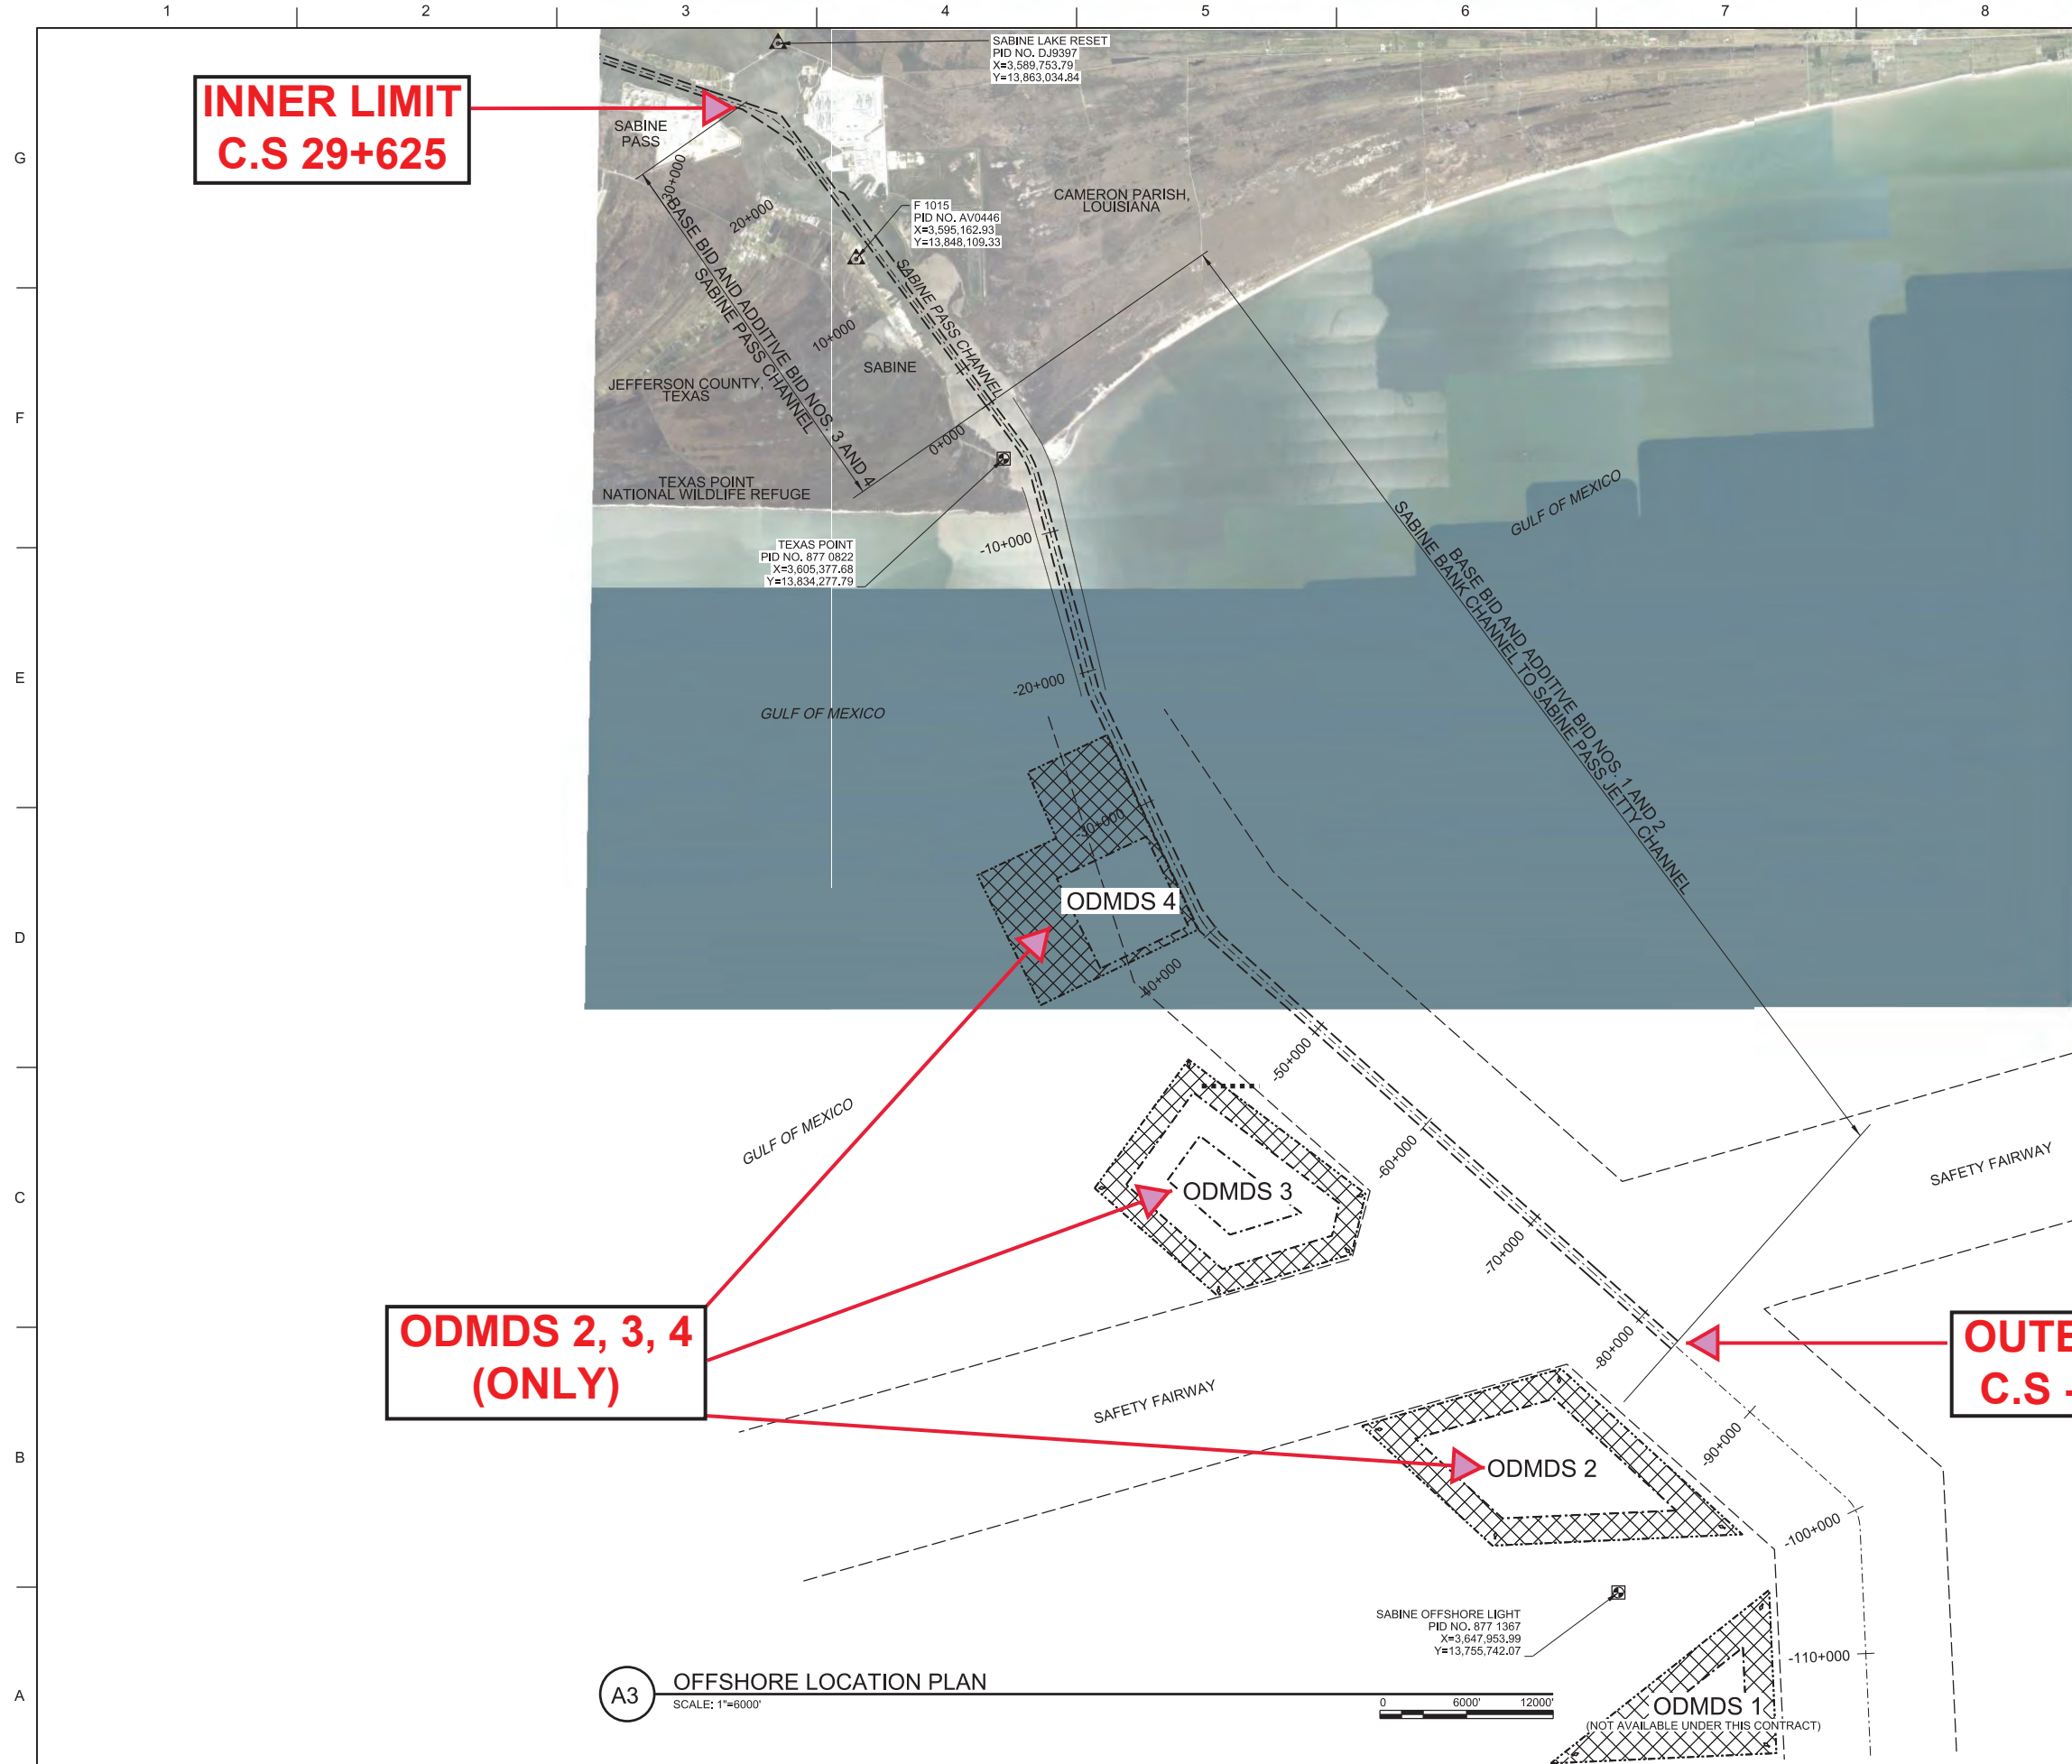 1 2 3 4 5 6 7 8
G
F
E
D
C
B
A
INNER LIMIT
C.S 29+625
SABINE LAKE RESET
PID NO. DJ9397
X=3,589,753.79
Y=13,863,034.84
SABINE
PASS
30+000
20+000
10+000
0+000
F 1015
PID NO. AV0446
X=3,595,162.93
Y=13,848,109.33
CAMERON PARISH,
LOUISIANA
BASE BID AND ADDITIVE BID NOS. 3 AND 4
SABINE PASS CHANNEL
SABINE PASS CHANNEL
SABINE
JEFFERSON COUNTY,
TEXAS
TEXAS POINT
NATIONAL WILDLIFE REFUGE
TEXAS POINT
PID NO. 877 0822
X=3,605,377.68
Y=13,834,277.79
GULF OF MEXICO
BASE BID AND ADDITIVE BID NOS. 1 AND 2
SABINE BANK CHANNEL TO SABINE PASS JETTY CHANNEL
-10+000
-20+000
GULF OF MEXICO
-30+000
ODMDS 4
-40+000
-50+000
GULF OF MEXICO
-60+000
ODMDS 3
SAFETY FAIRWAY
-70+000
ODMDS 2, 3, 4
(ONLY)
-80+000
OUTE
C.S -
SAFETY FAIRWAY
-90+000
ODMDS 2
-100+000
SABINE OFFSHORE LIGHT
PID NO. 877 1367
X=3,647,953.99
Y=13,755,742.07
-110+000
ODMDS 1
(NOT AVAILABLE UNDER THIS CONTRACT)
A3
OFFSHORE LOCATION PLAN
SCALE: 1"=6000'
0 6000' 12000'